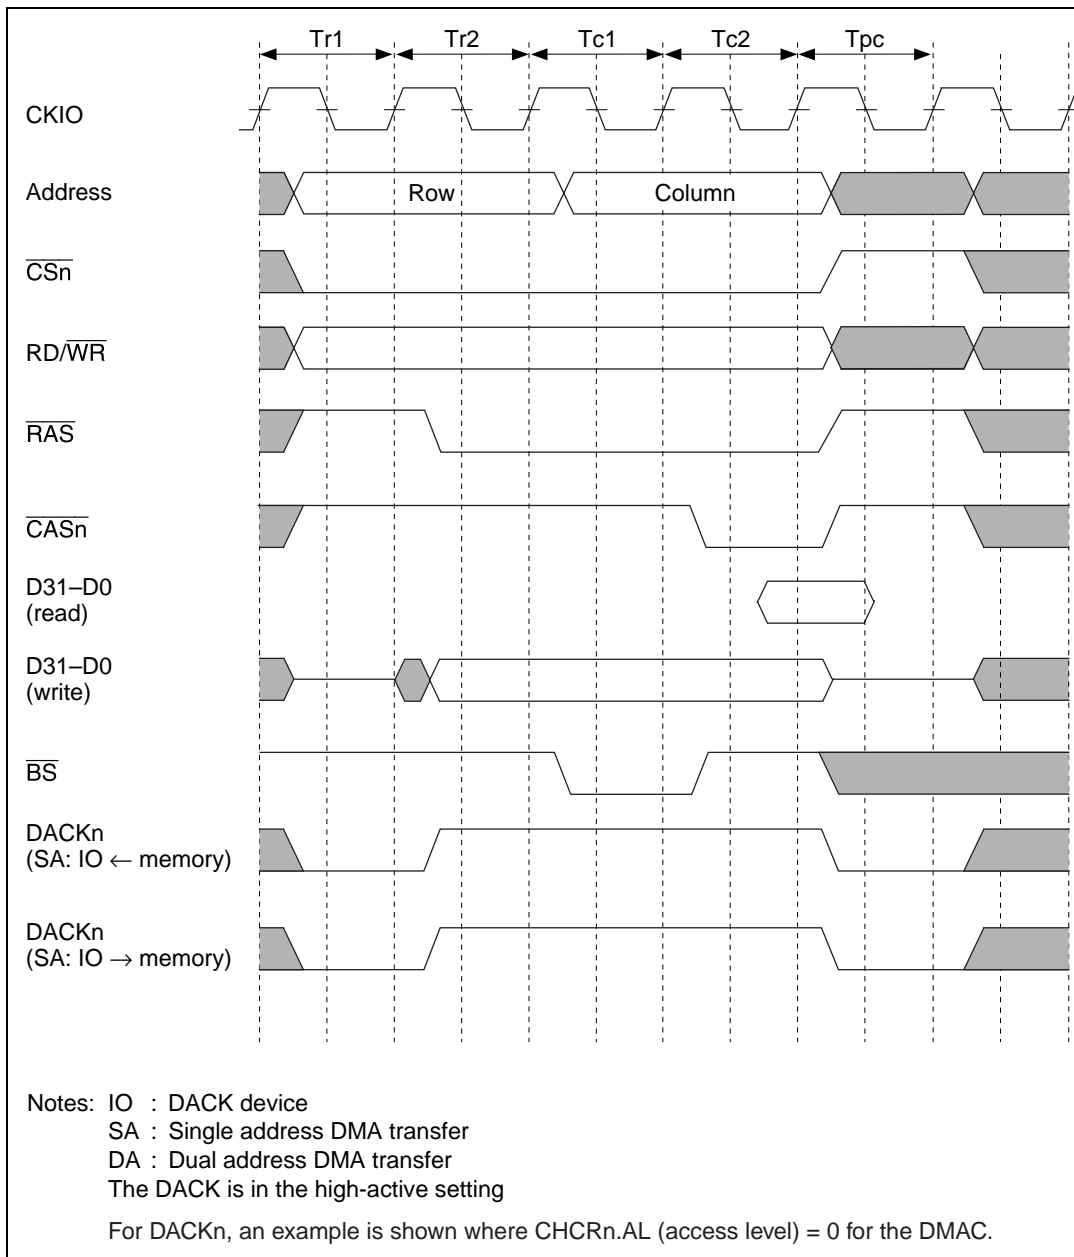 Tr1 Tr2 Tc1 Tc2 Tpc
CKIO
Address Row Column
CSn
RD/WR
RAS
CASn
D31–D0
(read)
D31–D0
(write)
BS
DACKn
(SA: IO ← memory)
DACKn
(SA: IO → memory)
Notes: IO : DACK device
SA : Single address DMA transfer
DA : Dual address DMA transfer
The DACK is in the high-active setting
For DACKn, an example is shown where CHCRn.AL (access level) = 0 for the DMAC.